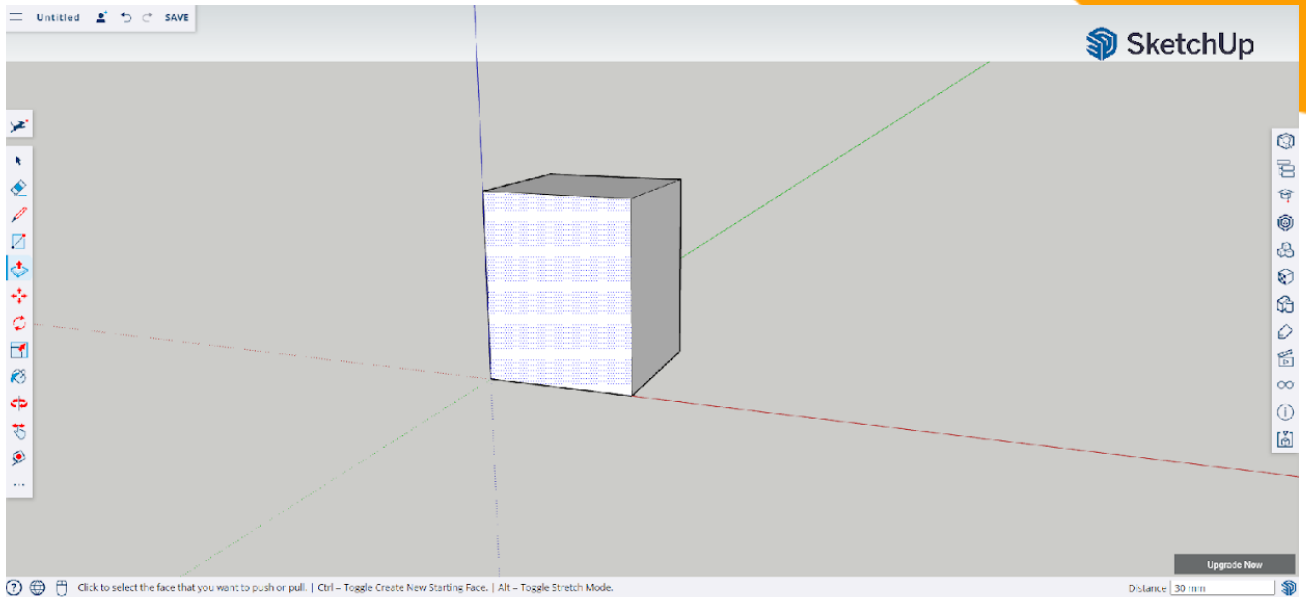 Untitled SAVE
SketchUp
Upgrade Now
Click to select the face that you want to push or pull. | Ctrl – Toggle Create New Starting Face. | Alt – Toggle Stretch Mode.
Distance 30 mm